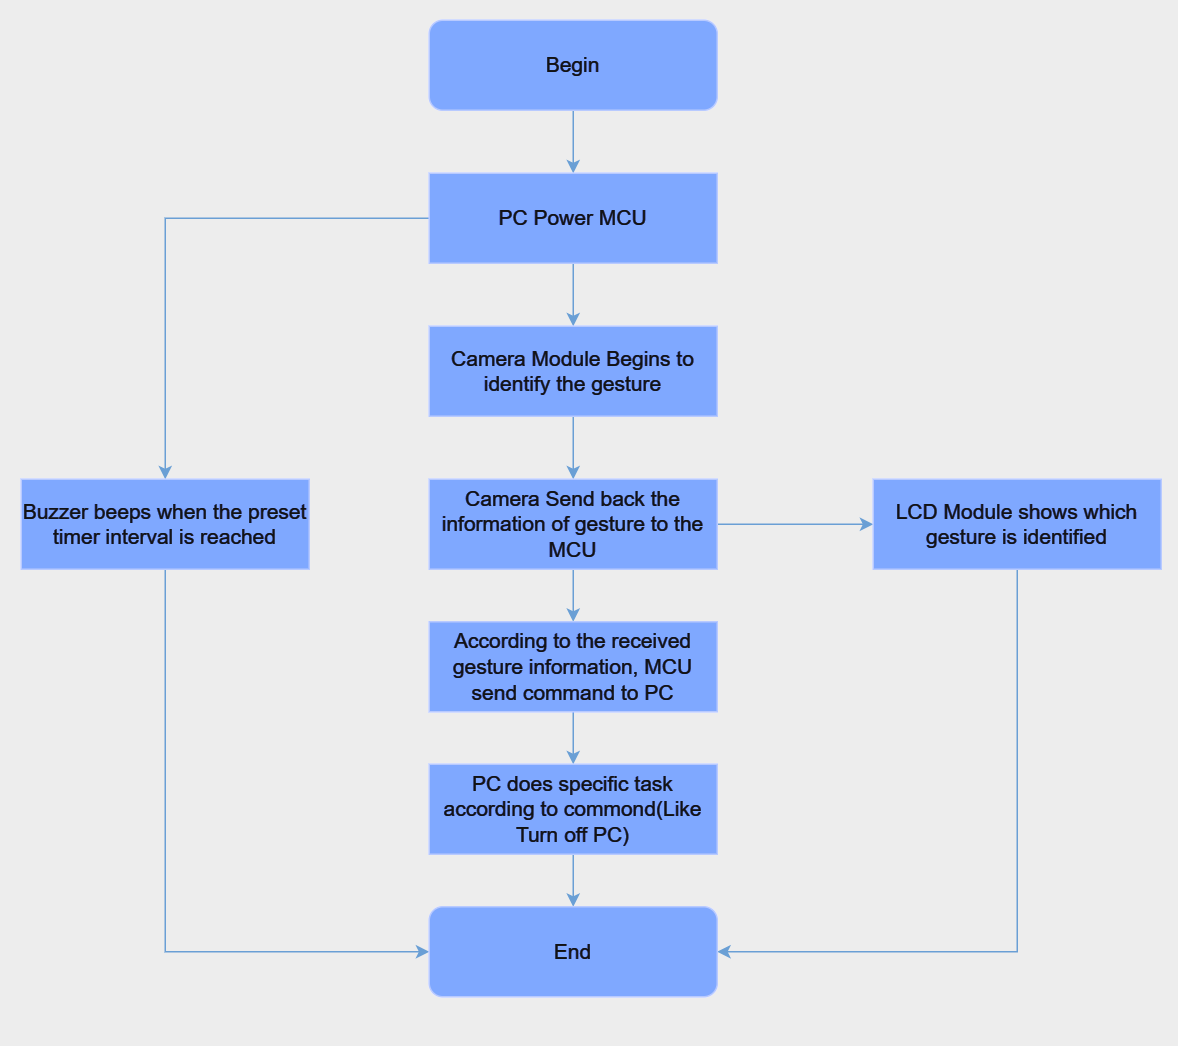 Begin
PC Power MCU
Camera Module Begins to
identify the gesture
Buzzer beeps when the preset
timer interval is reached
Camera Send back the
information of gesture to the
MCU
LCD Module shows which
gesture is identified
According to the received
gesture information, MCU
send command to PC
PC does specific task
according to commond(Like
Turn off PC)
End